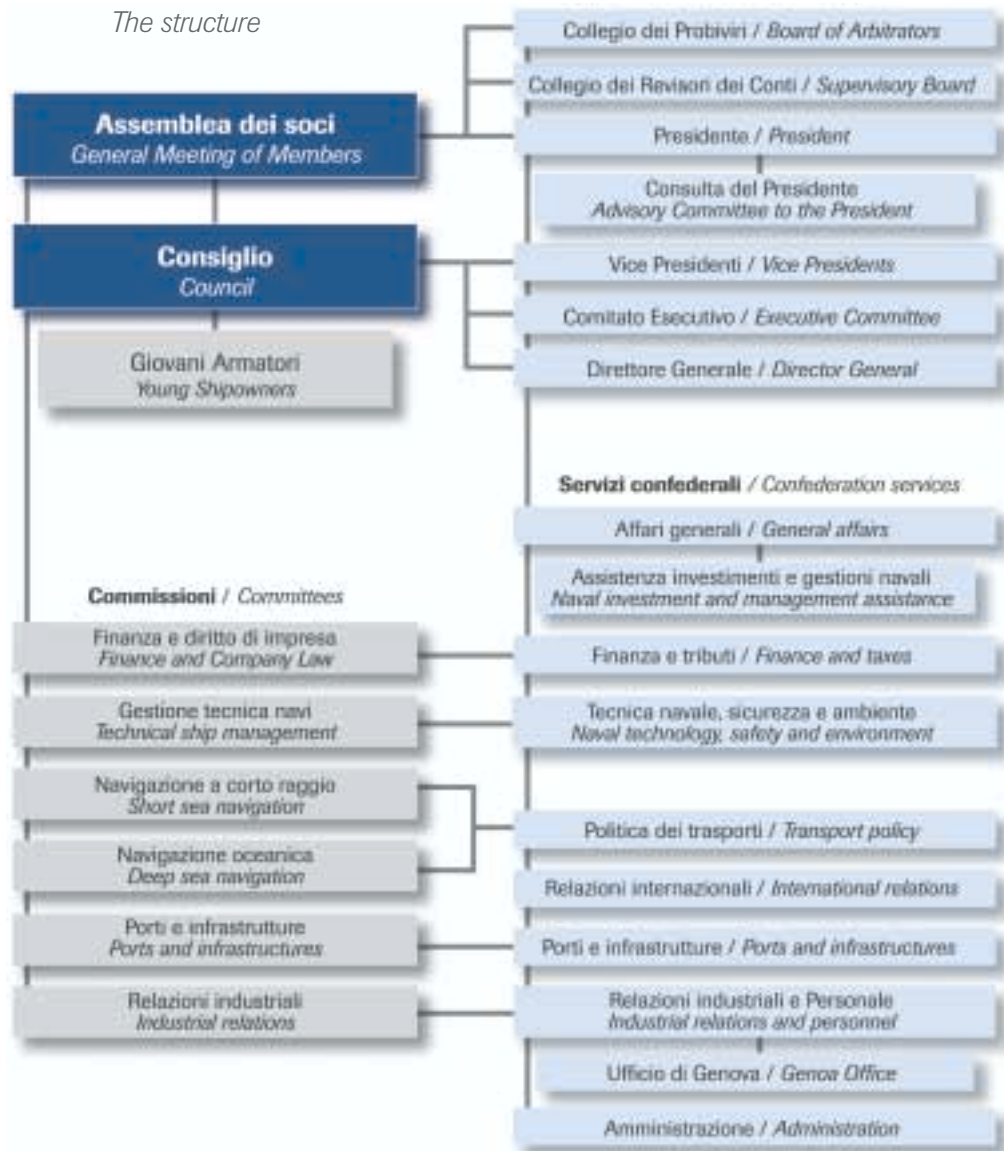 The structure
Collegio dei Probiviri / Board of Arbitrators
Collegio dei Revisori dei Conti / Supervisory Board
Assemblea dei soci
General Meeting of Members
Presidente / President
Consulta del Presidente
Advisory Committee to the President
Consiglio
Council
Vice Presidenti / Vice Presidents
Comitato Esecutivo / Executive Committee
Direttore Generale / Director General
Giovani Armatori
Young Shipowners
Servizi confederali / Confederation services
Affari generali / General affairs
Assistenza investimenti e gestioni navali
Naval investment and management assistance
Commissioni / Committees
Finanza e diritto di impresa
Finance and Company Law
Finanza e tributi / Finance and taxes
Gestione tecnica navi
Technical ship management
Tecnica navale, sicurezza e ambiente
Naval technology, safety and environment
Navigazione a corto raggio
Short sea navigation
Politica dei trasporti / Transport policy
Navigazione oceanica
Deep sea navigation
Relazioni internazionali / International relations
Porti e infrastrutture
Ports and infrastructures
Porti e infrastrutture / Ports and infrastructures
Relazioni industriali
Industrial relations
Relazioni industriali e Personale
Industrial relations and personnel
Ufficio di Genova / Genoa Office
Amministrazione / Administration